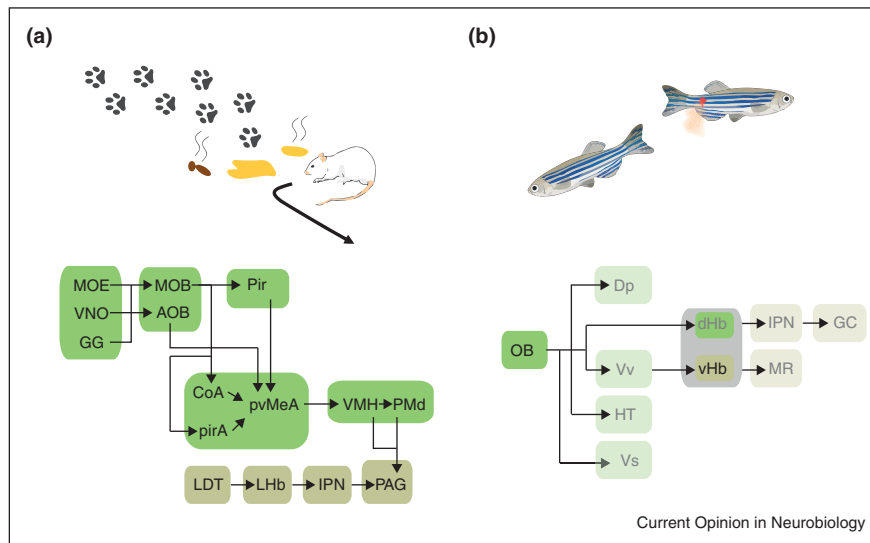 (a)
(b)
MOE
MOB
Pir
VNO
AOB
GG
CoA
pvMeA
pirA
VMH
PMd
LDT
LHb
IPN
PAG
Dp
OB
dHb
IPN
GC
Vv
vHb
MR
HT
Vs
Current Opinion in Neurobiology